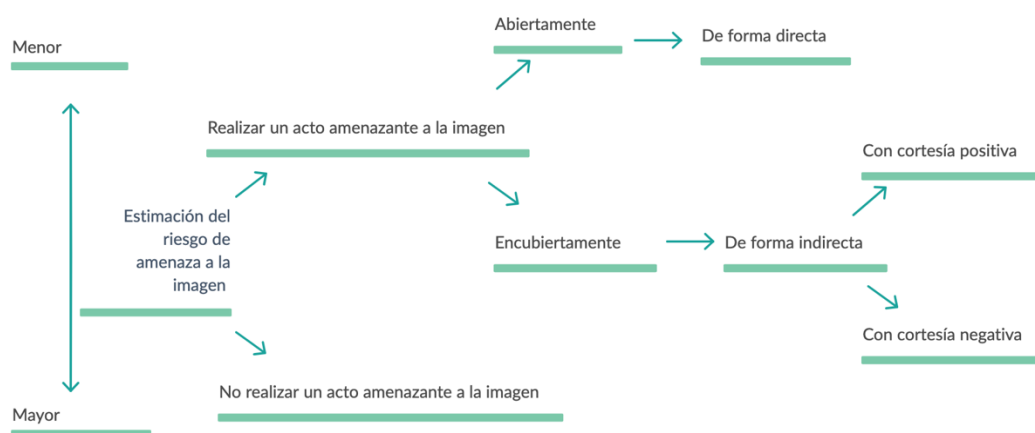 Abiertamente
De forma directa
Menor
Realizar un acto amenazante a la imagen
Con cortesía positiva
Estimación del
riesgo de
amenaza a la
imagen
Encubiertamente
De forma indirecta
Con cortesía negativa
No realizar un acto amenazante a la imagen
Mayor